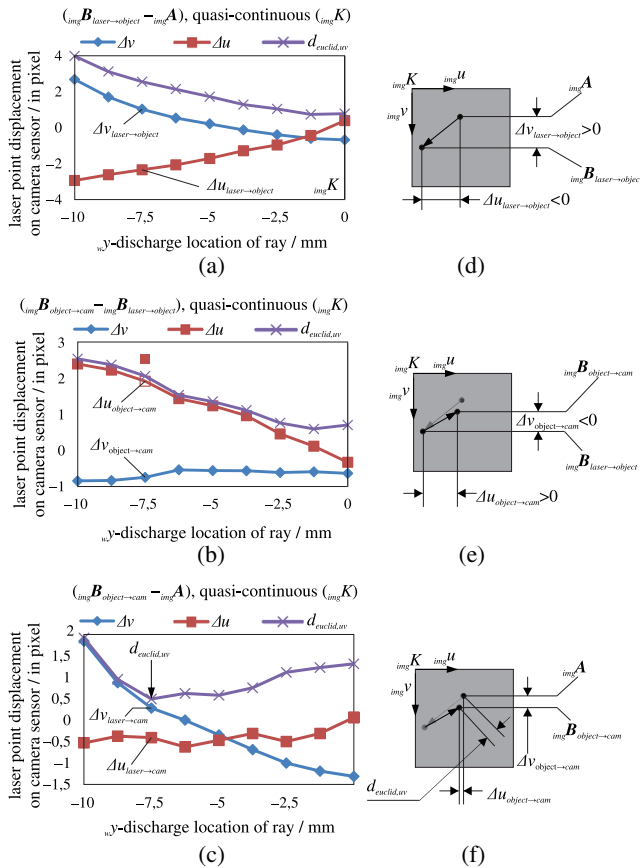 (imgBlaser→object −imgA), quasi-continuous (imgK)
Δv Δu deuclid,uv
laser point displacement
on camera sensor / in pixel
4
2
0
−2
−4
Δvlaser→object
Δulaser→object
imgK
−10 −7,5 −5 −2,5 0
wy-discharge location of ray / mm
(a)
imgK imgu
imgv
imgA
Δvlaser→object>0
imgBlaser→objec
Δulaser→object<0
(d)
(imgBobject→cam−imgBlaser→object), quasi-continuous (imgK)
Δv Δu deuclid,uv
laser point displacement
on camera sensor / in pixel
3
2
1
0
−1
Δuobject→cam
Δvobject→cam
−10 −7,5 −5 −2,5 0
wy-discharge location of ray / mm
(b)
imgK imgu
imgv
imgBobject→cam
Δvobject→cam<0
imgBlaser→object
Δuobject→cam>0
(e)
(imgBobject→cam −imgA), quasi-continuous (imgK)
Δv Δu deuclid,uv
laser point displacement
on camera sensor / in pixel
2
1,5
1
0,5
0
−0,5
−1
−1,5
deuclid,uv
Δvlaser→cam
Δulaser→cam
−10 −7,5 −5 −2,5
wy-discharge location of ray / mm
(c)
imgK imgu
imgv
imgA
imgBobject→cam
Δvobject→cam
deuclid,uv
Δuobject→cam
(f)